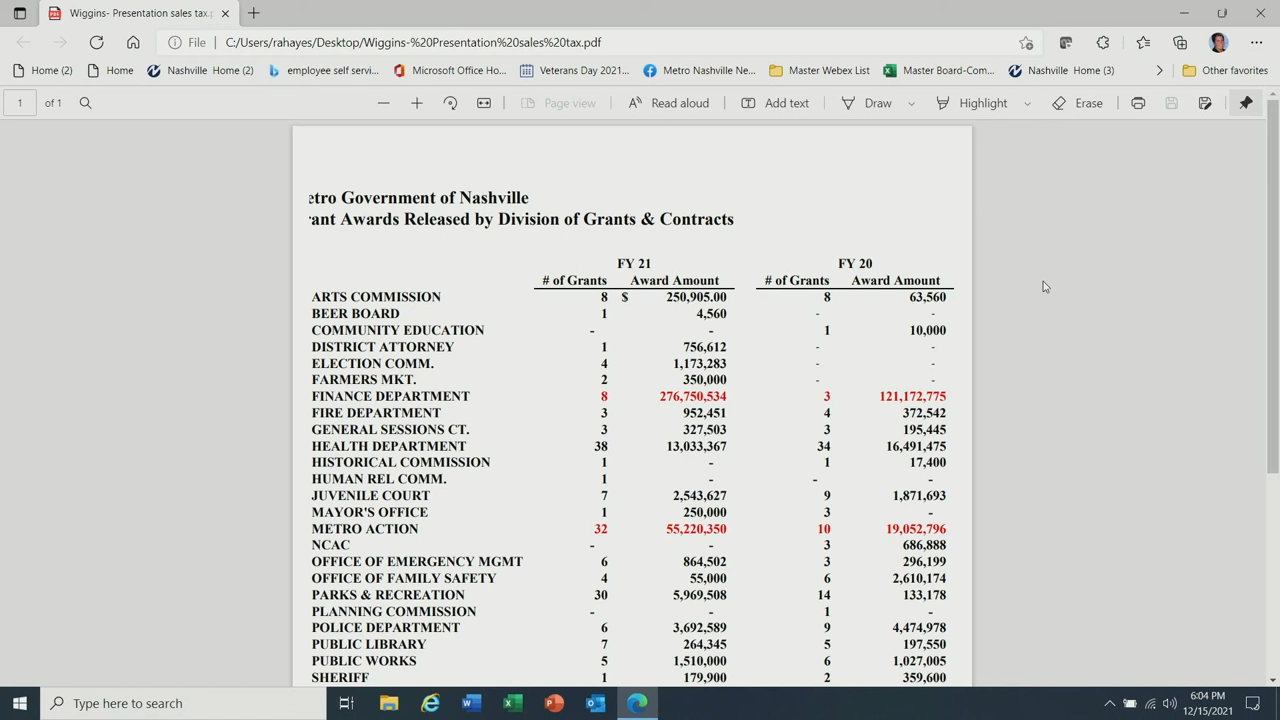 Wiggins- Presentation sales tax.p
File C:/Users/rahayes/Desktop/Wiggins-%20Presentation%20sales%20tax.pdf
Home (2) Home Nashville Home (2) employee self servi... Microsoft Office Ho... Veterans Day 2021... Metro Nashville Ne... Master Webex List Master Board-Com... Nashville Home (3) Other favorites
1 of 1 Page view Read aloud Add text Draw Highlight Erase
etro Government of Nashville
rant Awards Released by Division of Grants & Contracts
FY 21 FY 20
# of Grants Award Amount # of Grants Award Amount
ARTS COMMISSION 8 $ 250,905.00 8 63,560
BEER BOARD 1 4,560 - -
COMMUNITY EDUCATION - - 1 10,000
DISTRICT ATTORNEY 1 756,612 - -
ELECTION COMM. 4 1,173,283 - -
FARMERS MKT. 2 350,000 - -
FINANCE DEPARTMENT 8 276,750,534 3 121,172,775
FIRE DEPARTMENT 3 952,451 4 372,542
GENERAL SESSIONS CT. 3 327,503 3 195,445
HEALTH DEPARTMENT 38 13,033,367 34 16,491,475
HISTORICAL COMMISSION 1 - 1 17,400
HUMAN REL COMM. 1 - - -
JUVENILE COURT 7 2,543,627 9 1,871,693
MAYOR'S OFFICE 1 250,000 3 -
METRO ACTION 32 55,220,350 10 19,052,796
NCAC - - 3 686,888
OFFICE OF EMERGENCY MGMT 6 864,502 3 296,199
OFFICE OF FAMILY SAFETY 4 55,000 6 2,610,174
PARKS & RECREATION 30 5,969,508 14 133,178
PLANNING COMMISSION - - 1 -
POLICE DEPARTMENT 6 3,692,589 9 4,474,978
PUBLIC LIBRARY 7 264,345 5 197,550
PUBLIC WORKS 5 1,510,000 6 1,027,005
SHERIFF 1 179,900 2 359,600
Type here to search
6:04 PM
12/15/2021